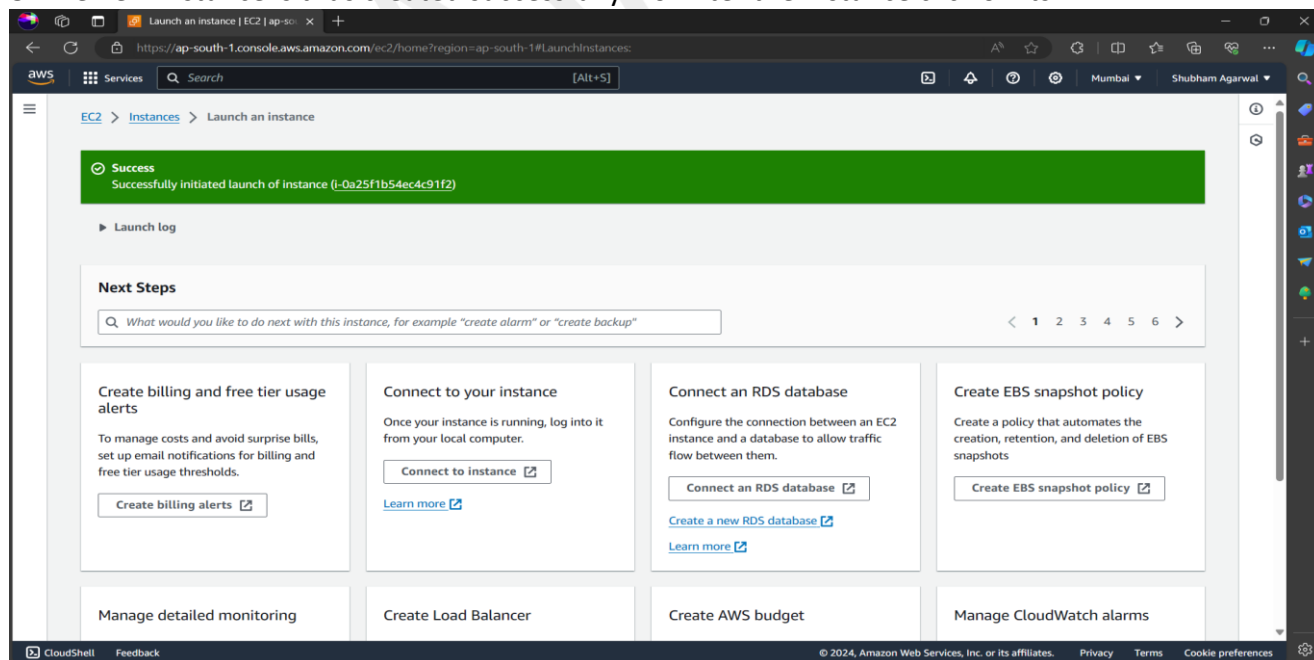 Launch an instance | EC2 | ap-sou
https://ap-south-1.console.aws.amazon.com/ec2/home?region=ap-south-1#LaunchInstances:
aws Services Search [Alt+S] Mumbai Shubham Agarwal
EC2 > Instances > Launch an instance
Success
Successfully initiated launch of instance (i-0a25f1b54ec4c91f2)
Launch log
Next Steps
What would you like to do next with this instance, for example "create alarm" or "create backup"
< 1 2 3 4 5 6 >
Create billing and free tier usage
alerts
To manage costs and avoid surprise bills,
set up email notifications for billing and
free tier usage thresholds.
Create billing alerts
Connect to your instance
Once your instance is running, log into it
from your local computer.
Connect to instance
Learn more
Connect an RDS database
Configure the connection between an EC2
instance and a database to allow traffic
flow between them.
Connect an RDS database
Create a new RDS database
Learn more
Create EBS snapshot policy
Create a policy that automates the
creation, retention, and deletion of EBS
snapshots
Create EBS snapshot policy
Manage detailed monitoring
Create Load Balancer
Create AWS budget
Manage CloudWatch alarms
CloudShell Feedback © 2024, Amazon Web Services, Inc. or its affiliates. Privacy Terms Cookie preferences